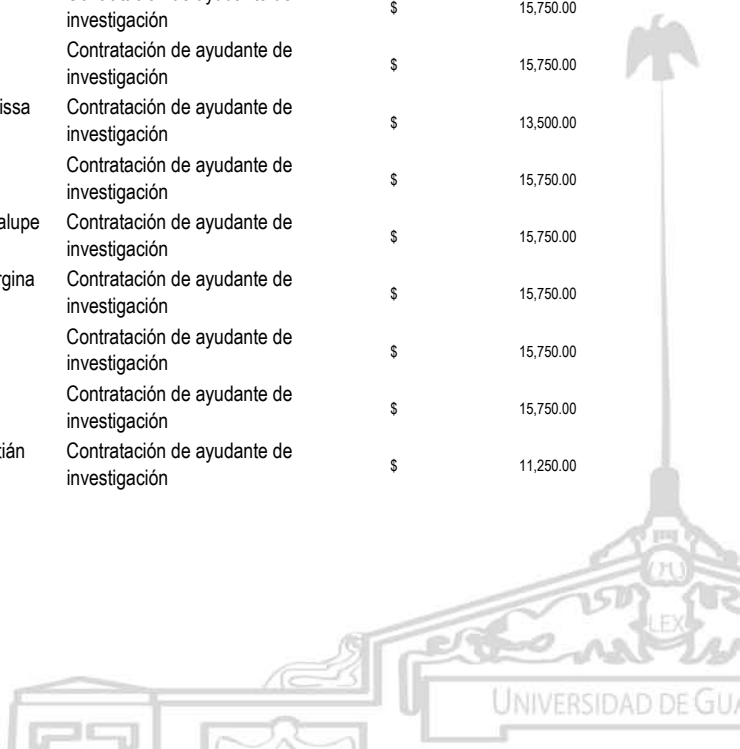 investigación $ 15,750.00
Contratación de ayudante de
investigación $ 15,750.00
issa Contratación de ayudante de
investigación $ 13,500.00
Contratación de ayudante de
investigación $ 15,750.00
alupe Contratación de ayudante de
investigación $ 15,750.00
rgina Contratación de ayudante de
investigación $ 15,750.00
Contratación de ayudante de
investigación $ 15,750.00
Contratación de ayudante de
investigación $ 15,750.00
tián Contratación de ayudante de
investigación $ 11,250.00
LEX
UNIVERSIDAD DE GUA